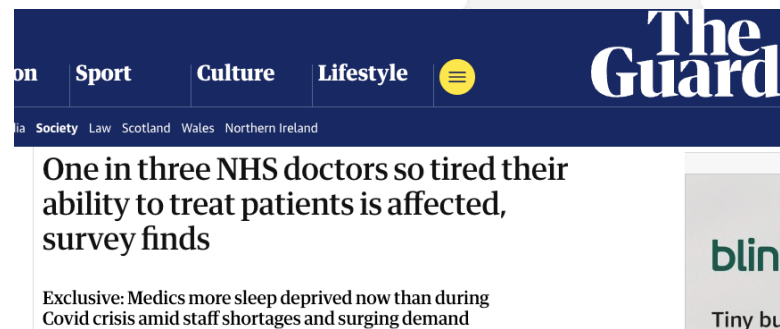 The
Guard
on Sport Culture Lifestyle
ia Society Law Scotland Wales Northern Ireland
One in three NHS doctors so tired their
ability to treat patients is affected,
survey finds
Exclusive: Medics more sleep deprived now than during
Covid crisis amid staff shortages and surging demand
blin
Tiny bu